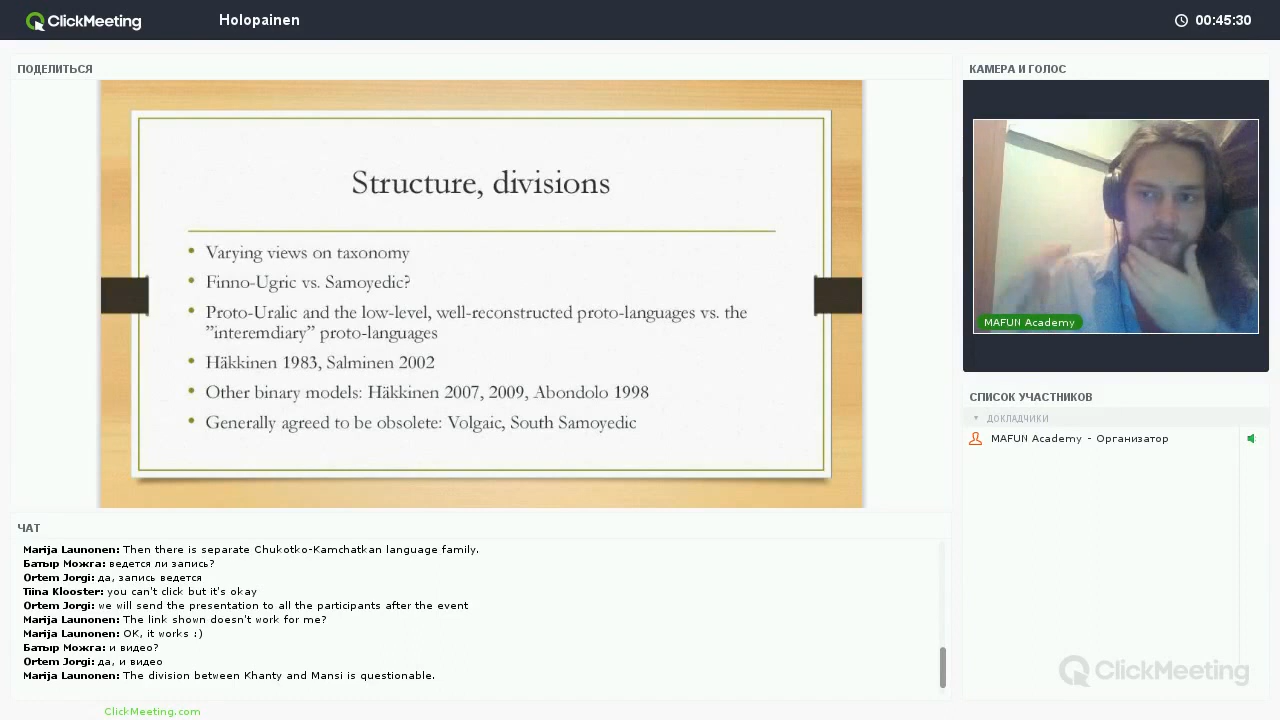 ClickMeeting
Holopainen
00:45:30
ПОДЕЛИТЬСЯ
Structure, divisions
• Varying views on taxonomy
• Finno-Ugric vs. Samoyedic?
• Proto-Uralic and the low-level, well-reconstructed proto-languages vs. the
”interemdiary” proto-languages
• Häkkinen 1983, Salminen 2002
• Other binary models: Häkkinen 2007, 2009, Abondolo 1998
• Generally agreed to be obsolete: Volgaic, South Samoyedic
КАМЕРА И ГОЛОС
MAFUN Academy
СПИСОК УЧАСТНИКОВ
ДОКЛАДЧИКИ
MAFUN Academy - Организатор
ЧАТ
Marija Launonen: Then there is separate Chukotko-Kamchatkan language family.
Батыр Можга: ведется ли запись?
Ortem Jorgi: да, запись ведется
Tiina Klooster: you can't click but it's okay
Ortem Jorgi: we will send the presentation to all the participants after the event
Marija Launonen: The link shown doesn't work for me?
Marija Launonen: OK, it works :)
Батыр Можга: и видео?
Ortem Jorgi: да, и видео
Marija Launonen: The division between Khanty and Mansi is questionable.
ClickMeeting
ClickMeeting.com